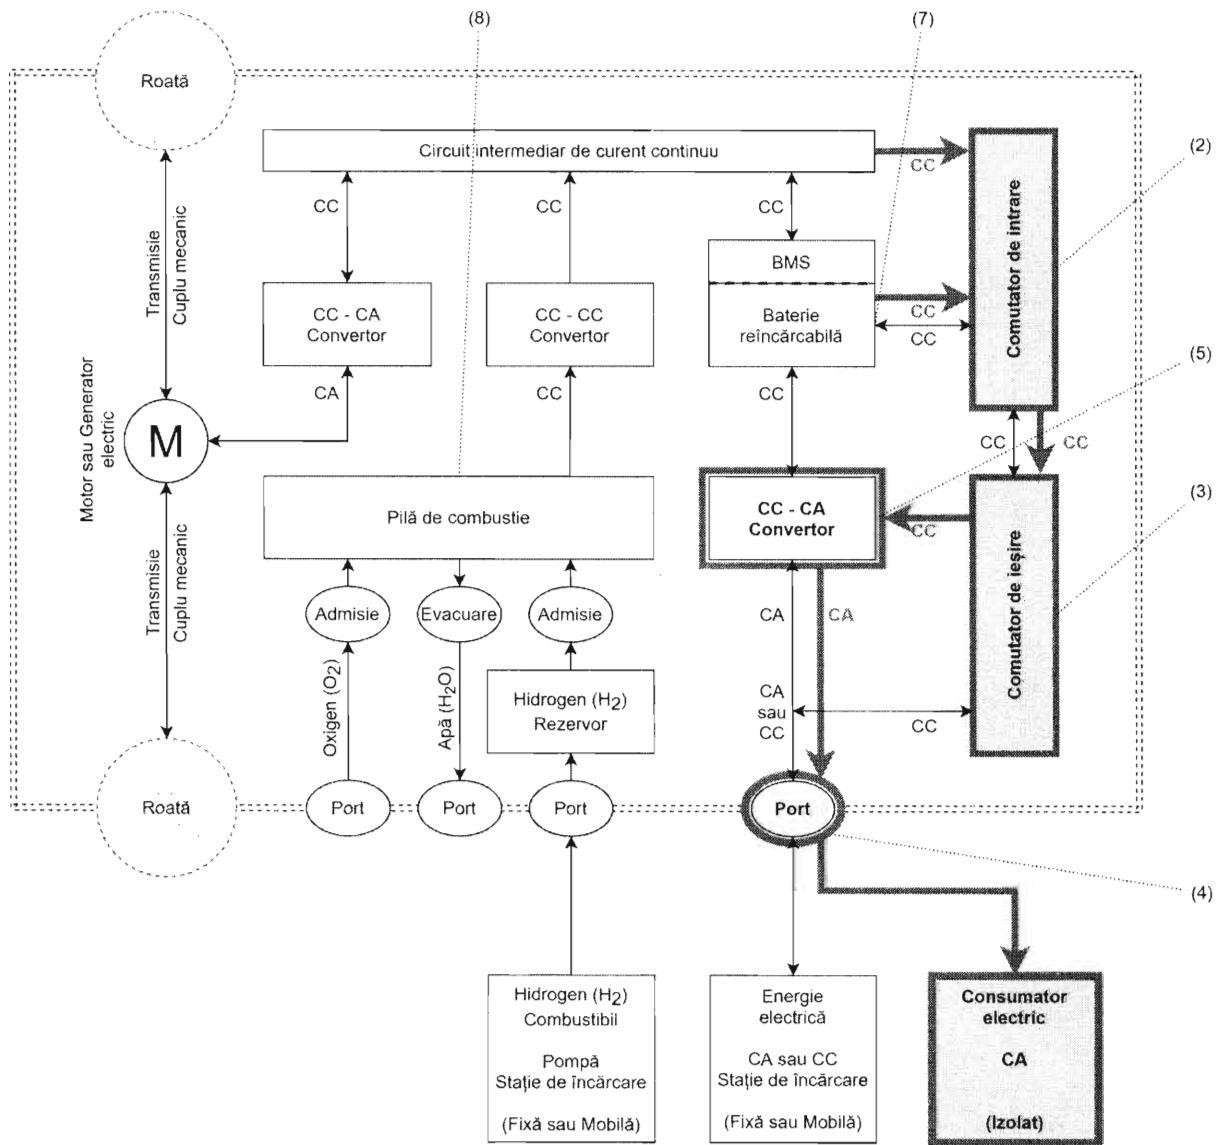 (8)
(7)
Roată
Circuit intermediar de curent continuu
CC
(2)
CC
CC
CC
Transmisie
Cuplu mecanic
BMS
Baterie
reîncărcabilă
CC
CC
Comutator de intrare
CC - CA
Convertor
CC - CC
Convertor
(5)
CA
CC
CC
Motor sau Generator
electric
M
CC
CC
Pilă de combustie
CC - CA
Convertor
CC
(3)
Comutator de ieșire
Transmisie
Cuplu mecanic
Admisie
Evacuare
Admisie
CA
CA
Oxigen (O2)
Apă (H2O)
Hidrogen (H2)
Rezervor
CA
sau
CC
CC
Roată
Port
Port
Port
Port
(4)
Hidrogen (H2)
Combustibil
Pompă
Stație de încărcare
(Fixă sau Mobilă)
Energie
electrică
CA sau CC
Stație de încărcare
(Fixă sau Mobilă)
Consumator
electric
CA
(Izolat)